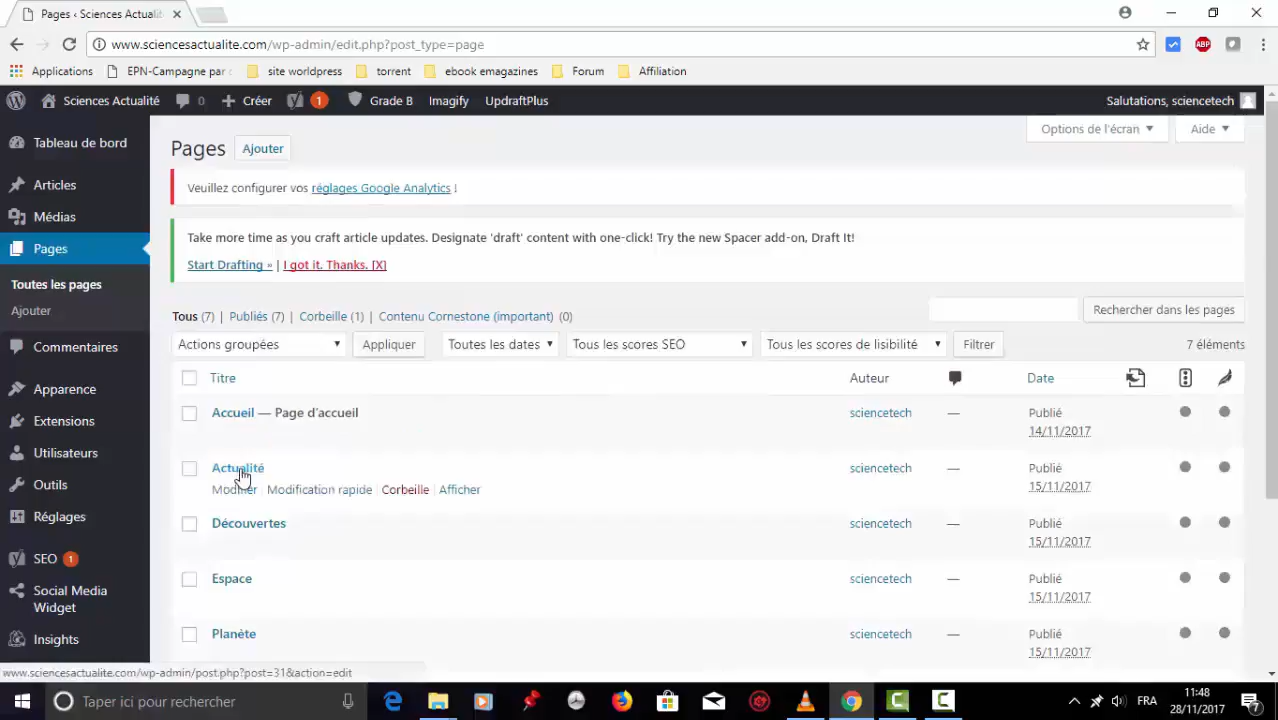 Pages ‹ Sciences Actualit
www.sciencesactualite.com/wp-admin/edit.php?post_type=page
ABP
Applications EPN-Campagne par c site worldpress torrent ebook emagazines Forum Affiliation
Sciences Actualité 0 Créer 1 Grade B Imagify UpdraftPlus Salutations, sciencetech
Options de l'écran Aide
Tableau de bord
Articles
Médias
Pages
Toutes les pages
Ajouter
Commentaires
Apparence
Extensions
Utilisateurs
Outils
Réglages
SEO 1
Social Media
Widget
Insights
Pages Ajouter
Veuillez configurer vos réglages Google Analytics !
Take more time as you craft article updates. Designate 'draft' content with one-click! Try the new Spacer add-on, Draft It!
Start Drafting » | I got it. Thanks. [X]
Tous (7) | Publiés (7) | Corbeille (1) | Contenu Cornestone (important) (0)
Rechercher dans les pages
Actions groupées Appliquer Toutes les dates Tous les scores SEO Tous les scores de lisibilité Filtrer 7 éléments
Titre Auteur Date
Accueil — Page d'accueil sciencetech — Publié
14/11/2017
Actualité sciencetech — Publié
Modifier | Modification rapide | Corbeille | Afficher 15/11/2017
Découvertes sciencetech — Publié
15/11/2017
Espace sciencetech — Publié
15/11/2017
Planète sciencetech — Publié
15/11/2017
www.sciencesactualite.com/wp-admin/post.php?post=31&action=edit
Taper ici pour rechercher FRA 11:48
28/11/2017 7